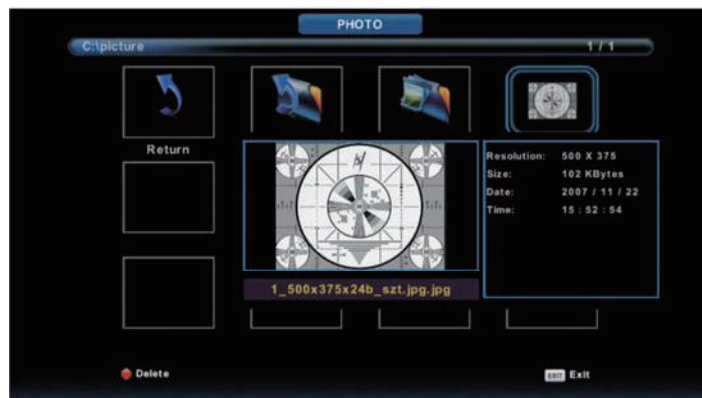 PHOTO
C:\picture 1 / 1
Return
Resolution: 500 X 375
Size: 102 KBytes
Date: 2007 / 11 / 22
Time: 15 : 52 : 54
1_500x375x24b_szt.jpg.jpg
Delete EXIT Exit